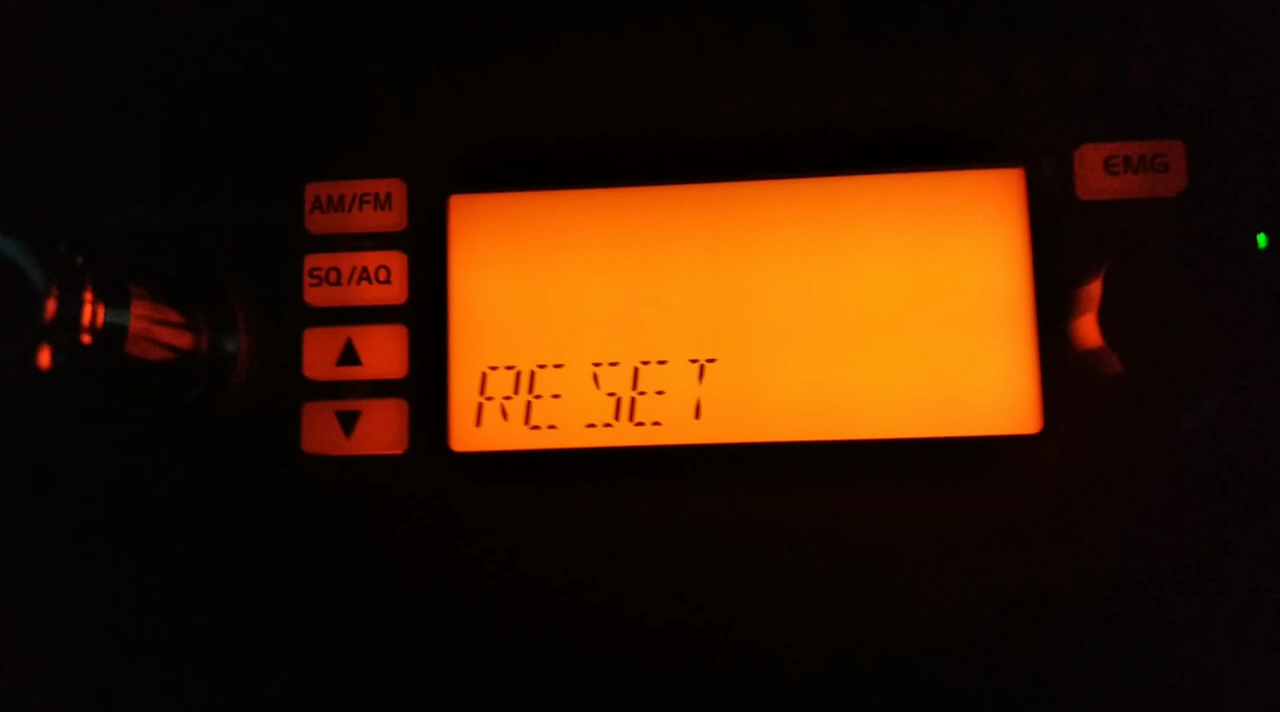 AM/FM
EMG
SQ/AQ
▲
▼
RESET